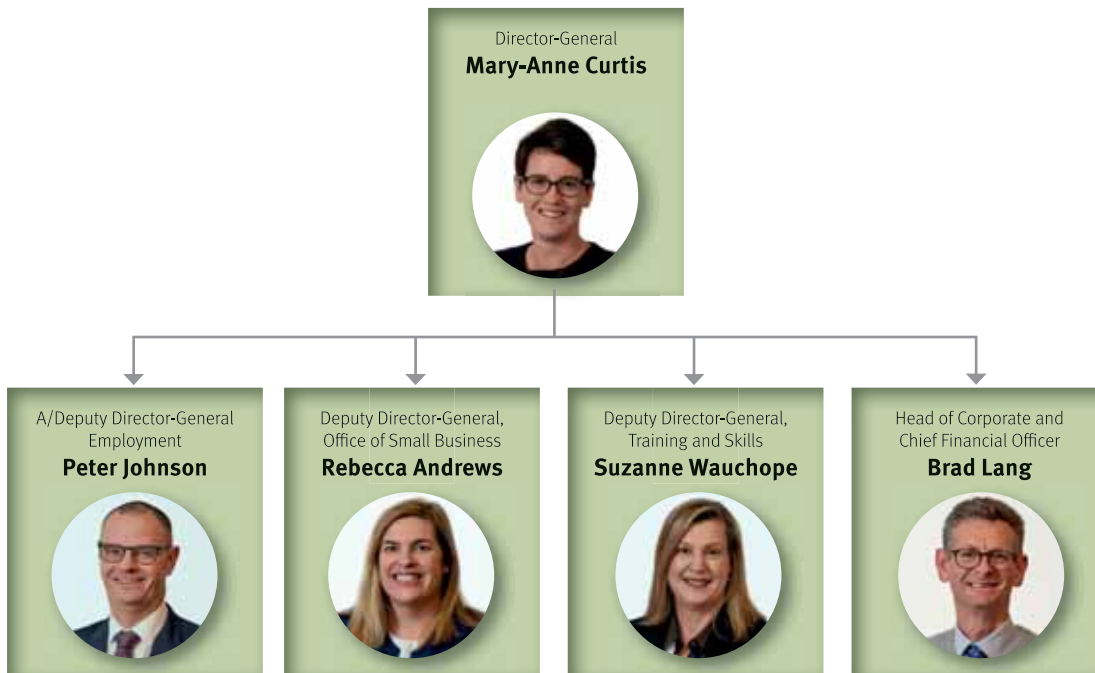 Director-General
Mary-Anne Curtis
A/Deputy Director-General
Employment
Peter Johnson
Deputy Director-General,
Office of Small Business
Rebecca Andrews
Deputy Director-General,
Training and Skills
Suzanne Wauchope
Head of Corporate and
Chief Financial Officer
Brad Lang